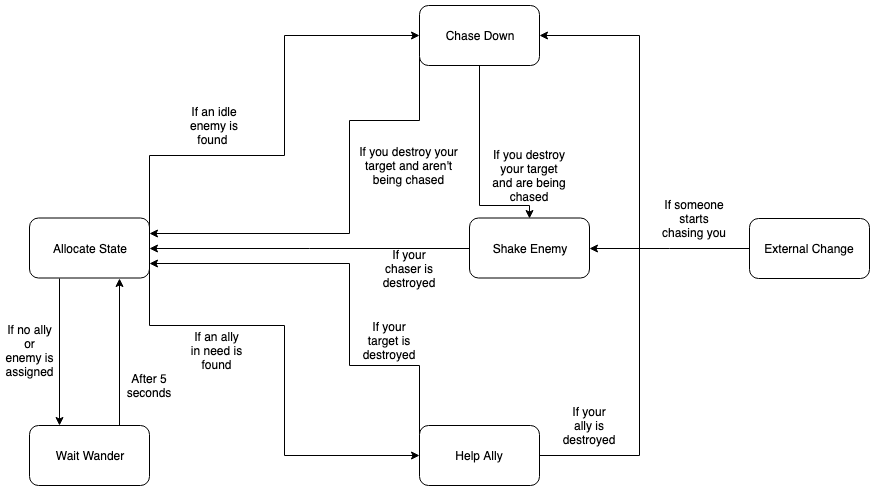 Chase Down
If an idle
enemy is
found
If you destroy your
target and aren't
being chased
If you destroy
your target
and are being
chased
If someone
starts
chasing you
Allocate State
Shake Enemy
External Change
If your
chaser is
destroyed
If no ally
or
enemy is
assigned
After 5
seconds
If an ally
in need is
found
If your
target is
destroyed
If your
ally is
destroyed
Wait Wander
Help Ally